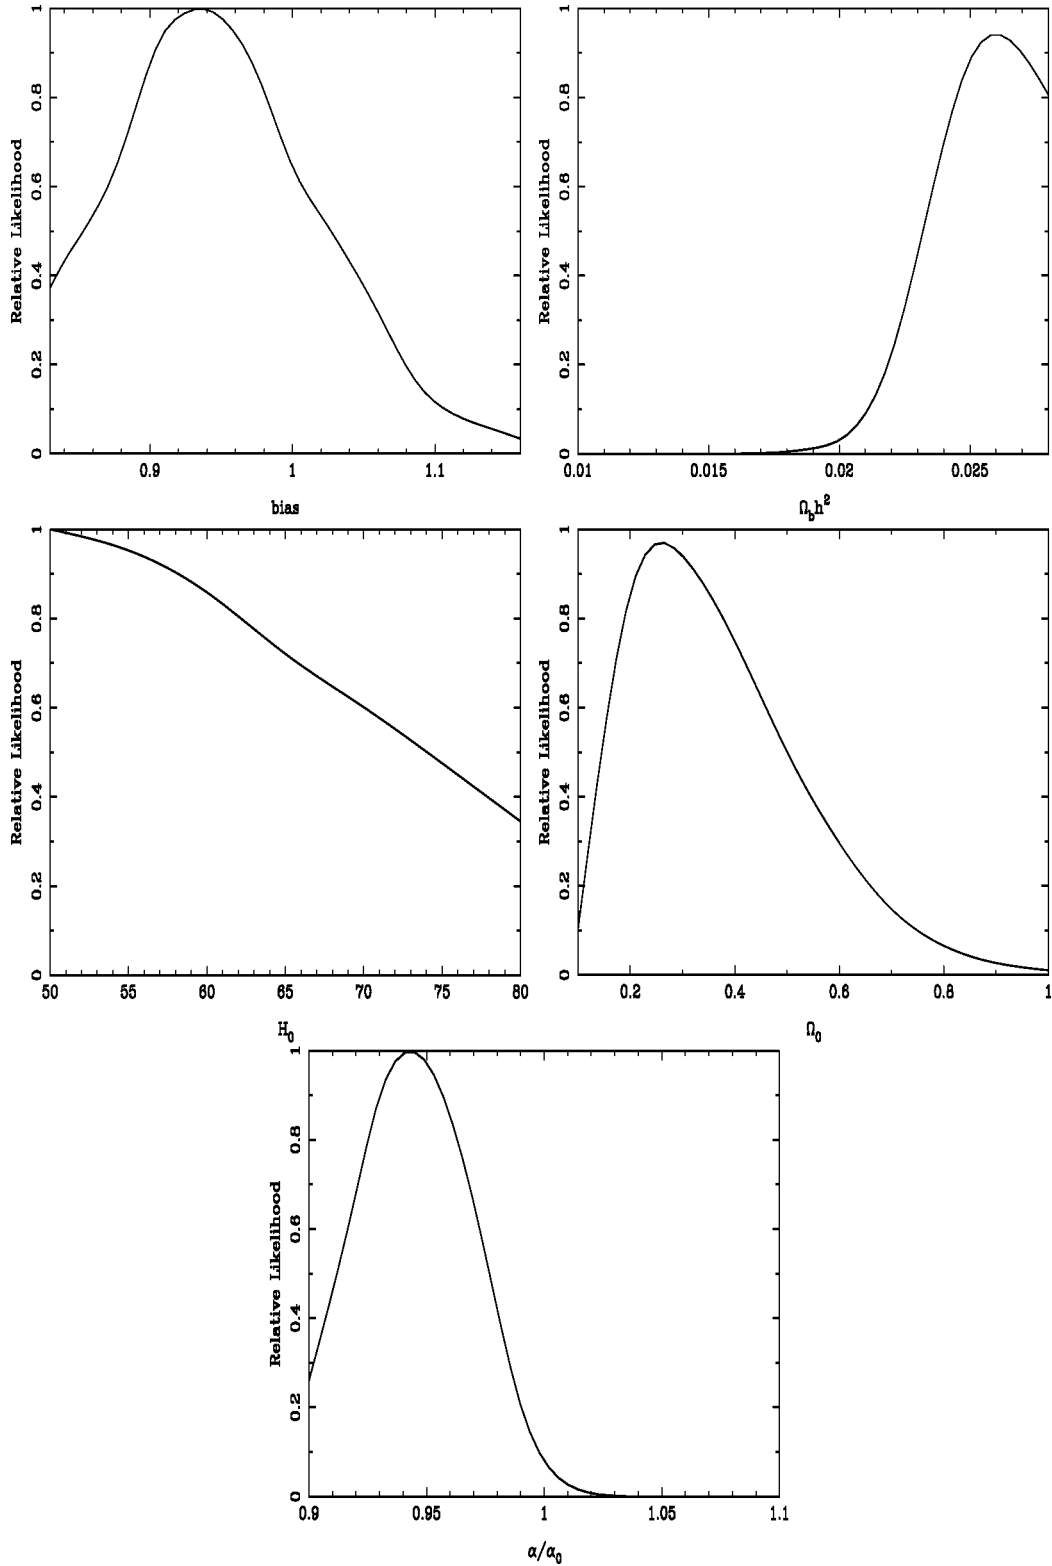 1 1
0.8 0.8
0.6 0.6
0.4 0.4
0.2 0.2
0 0
Relative Likelihood Relative Likelihood
0.9 1 1.1 0.01 0.015 0.02 0.025
bias Ω_b h²
1 1
0.8 0.8
0.6 0.6
0.4 0.4
0.2 0.2
0 0
Relative Likelihood Relative Likelihood
50 55 60 65 70 75 80 0.2 0.4 0.6 0.8 1
H₀ Ω₀
1
0.8
0.6
0.4
0.2
0
Relative Likelihood
0.9 0.95 1 1.05 1.1
α/α₀